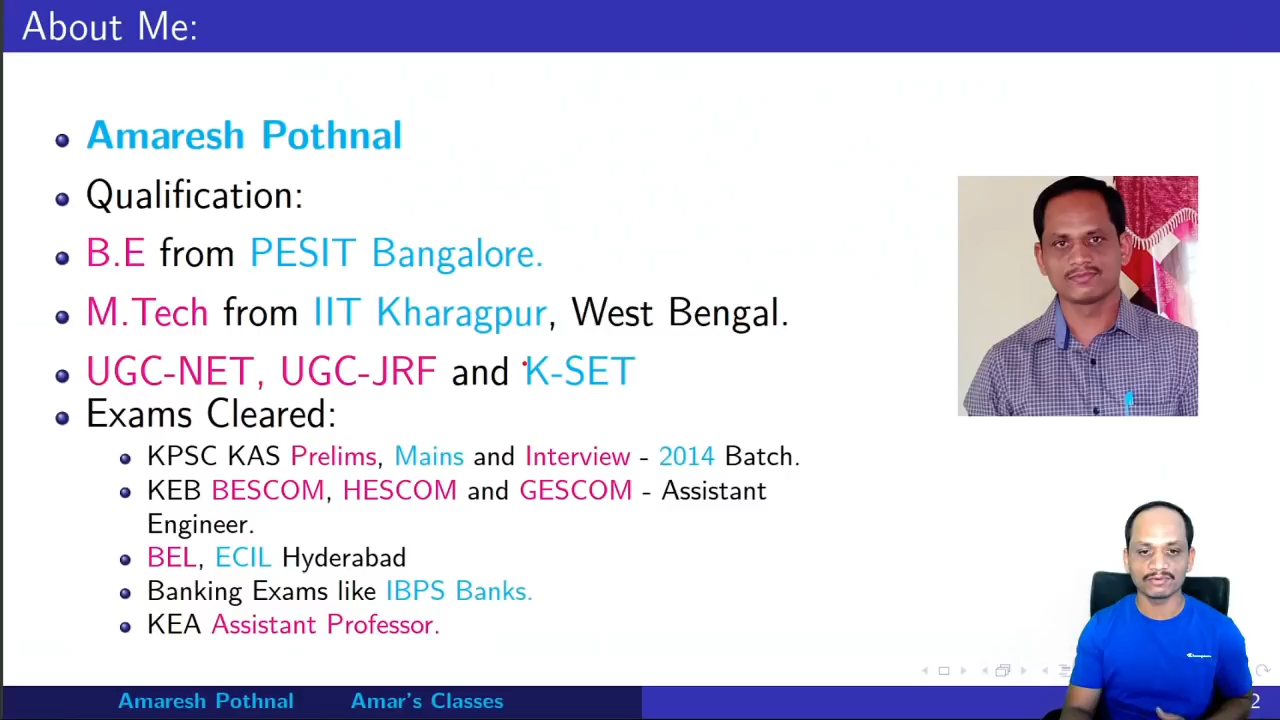 About Me:
Amaresh Pothnal
Qualification:
B.E from PESIT Bangalore.
M.Tech from IIT Kharagpur, West Bengal.
UGC-NET, UGC-JRF and K-SET
Exams Cleared:
KPSC KAS Prelims, Mains and Interview - 2014 Batch.
KEB BESCOM, HESCOM and GESCOM - Assistant
Engineer.
BEL, ECIL Hyderabad
Banking Exams like IBPS Banks.
KEA Assistant Professor.
Champion
Amaresh Pothnal Amar's Classes
2